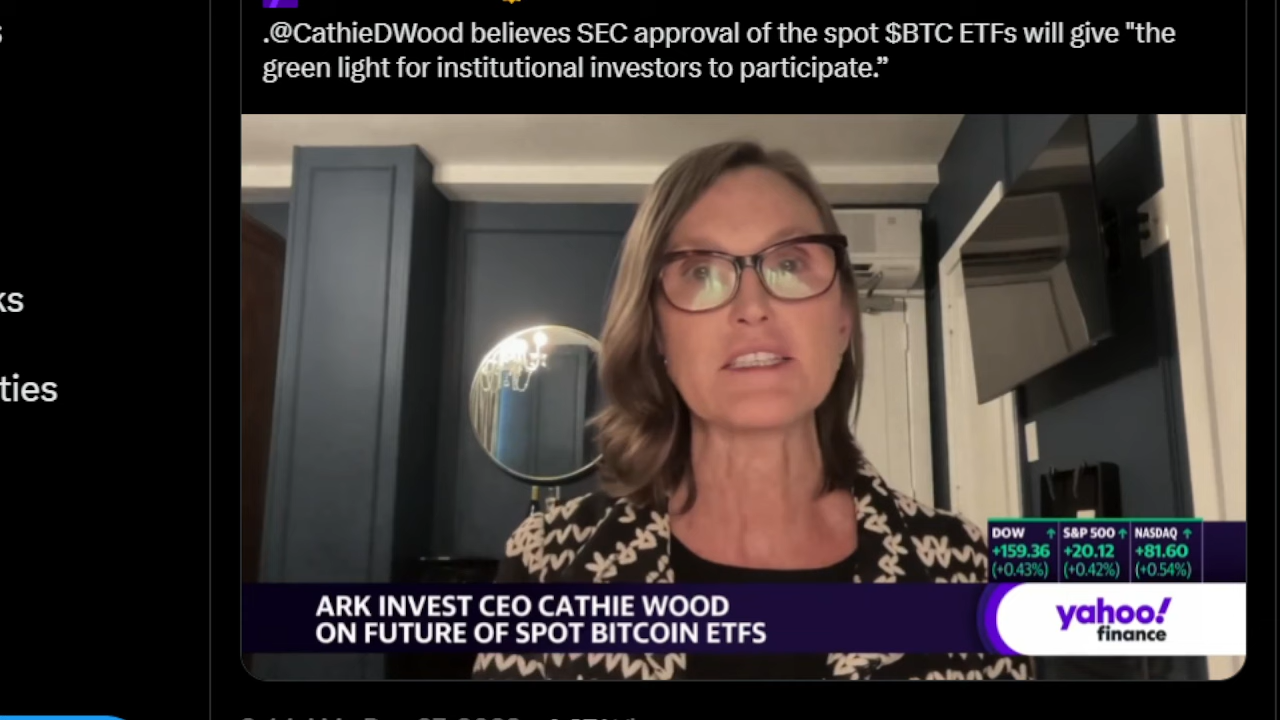 .@CathieDWood believes SEC approval of the spot $BTC ETFs will give "the
green light for institutional investors to participate.”
ks
ties
DOW
+159.36
(+0.43%)
S&P 500
+20.12
(+0.42%)
NASDAQ
+81.60
(+0.54%)
ARK INVEST CEO CATHIE WOOD
ON FUTURE OF SPOT BITCOIN ETFS
yahoo!
finance